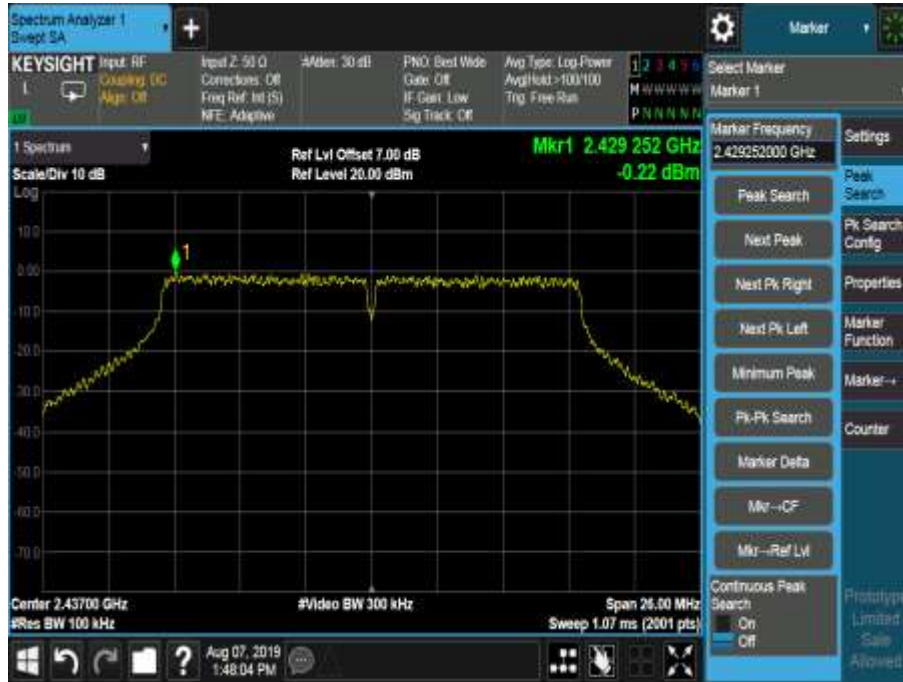 Spectrum Analyzer 1
Swept SA
+
Marker
KEYSIGHT
Input: RF
Coupling: DC
Align: Off
Input Z: 50 Ω
Corrections: Off
Freq Ref: Int (S)
NFE: Adaptive
#Atten: 30 dB
PNO: Best Wide
Gate: Off
IF Gain: Low
Sig Track: Off
Avg Type: Log-Power
Avg|Hold:>100/100
Trig: Free Run
1 2 3 4 5 6
M W W W W W
P N N N N N
Select Marker
Marker 1
1 Spectrum
Scale/Div 10 dB
Log
Ref Lvl Offset 7.00 dB
Ref Level 20.00 dBm
Mkr1 2.429 252 GHz
-0.22 dBm
10.0
0.00
-10.0
-20.0
-30.0
-40.0
-50.0
-60.0
-70.0
1
Center 2.43700 GHz
#Res BW 100 kHz
#Video BW 300 kHz
Span 26.00 MHz
Sweep 1.07 ms (2001 pts)
Marker Frequency
2.429252000 GHz
Peak Search
Next Peak
Next Pk Right
Next Pk Left
Minimum Peak
Pk-Pk Search
Marker Delta
Mkr→CF
Mkr→Ref Lvl
Continuous Peak
Search
On
Off
Settings
Peak
Search
Pk Search
Config
Properties
Marker
Function
Marker→
Counter
Prototype
Limited
Sale
Allowed
?
Aug 07, 2019
1:48:04 PM